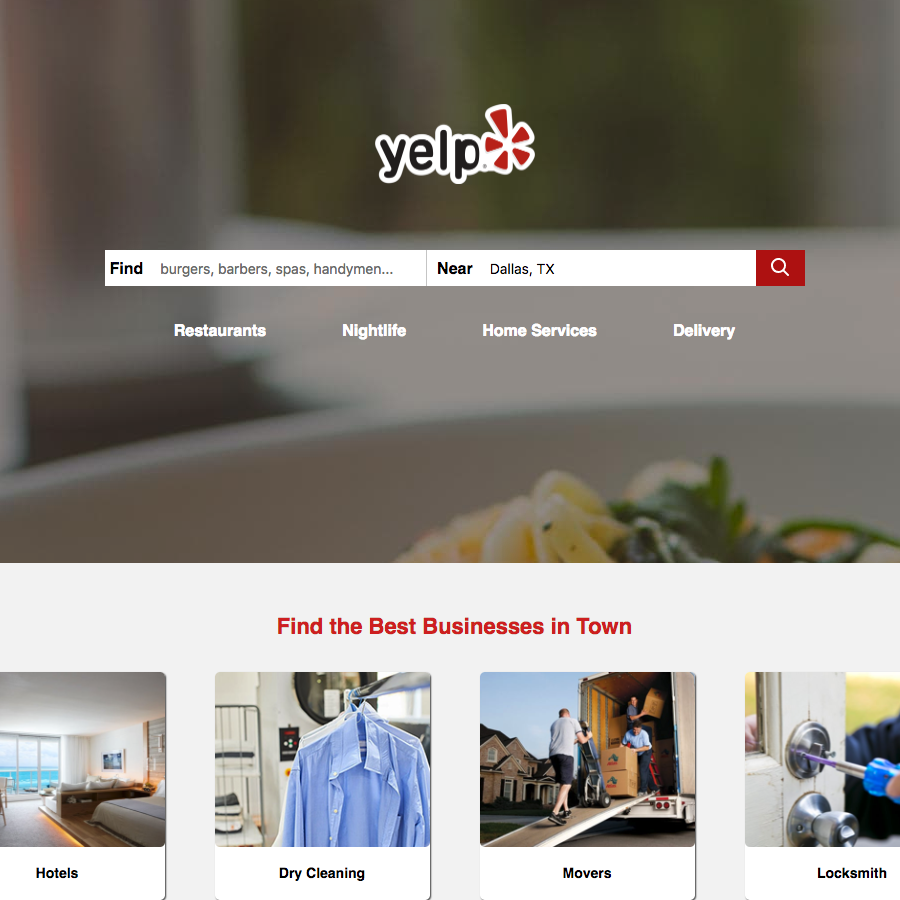 yelp
Find burgers, barbers, spas, handymen... Near Dallas, TX
Restaurants Nightlife Home Services Delivery
Find the Best Businesses in Town
Hotels Dry Cleaning Movers Locksmith